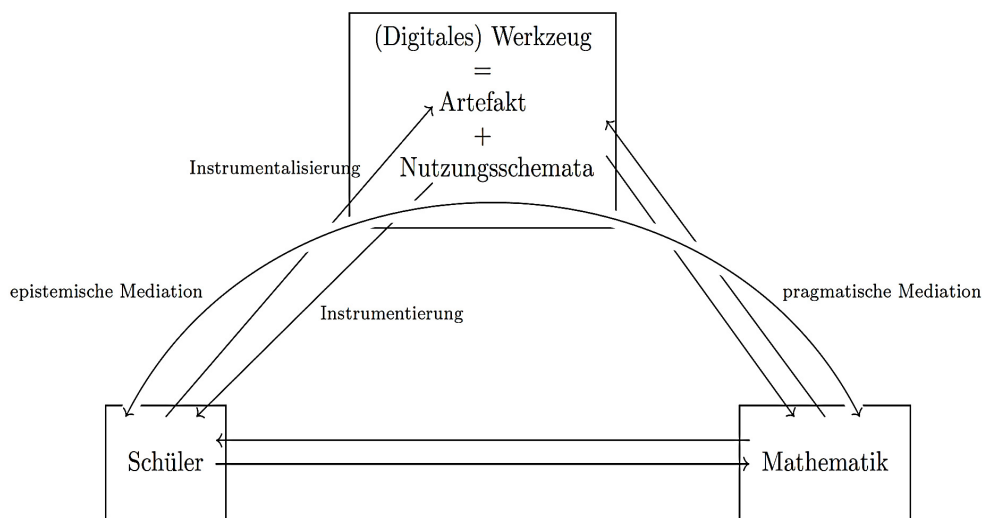 (Digitales) Werkzeug
=
Artefakt
+
Nutzungsschemata
Instrumentalisierung
epistemische Mediation
pragmatische Mediation
Instrumentierung
Schüler
Mathematik